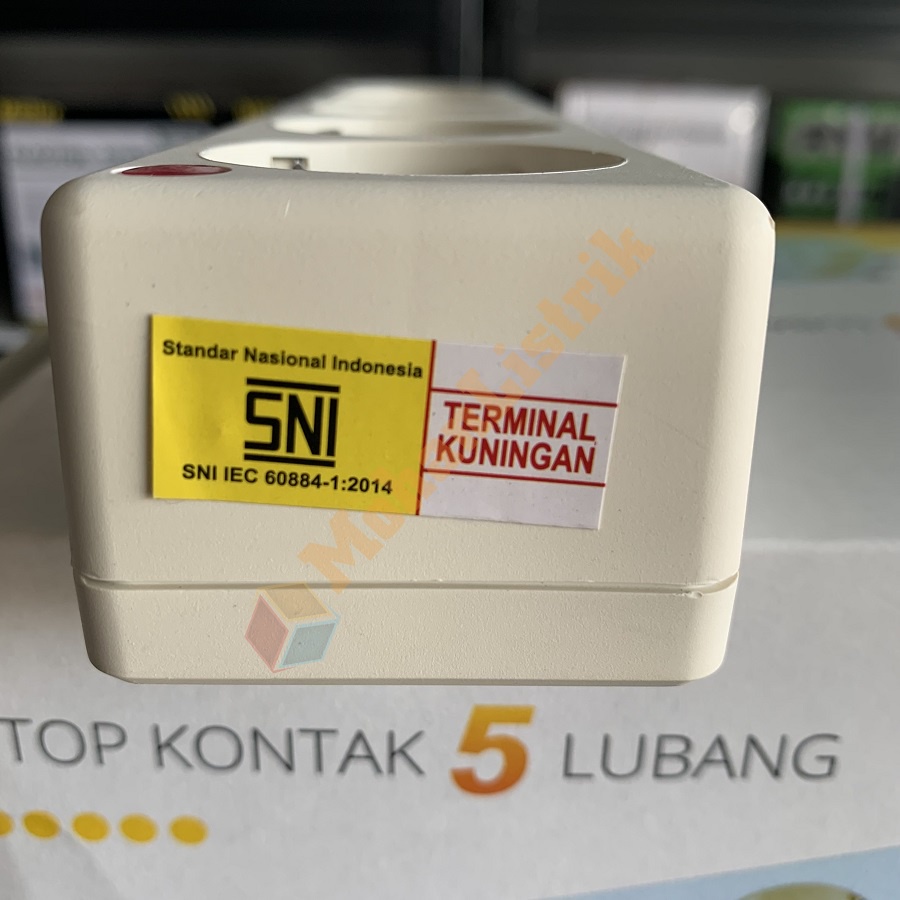 Standar Nasional Indonesia
SNI
SNI IEC 60884-1:2014
TERMINAL
KUNINGAN
TOP KONTAK 5 LUBANG